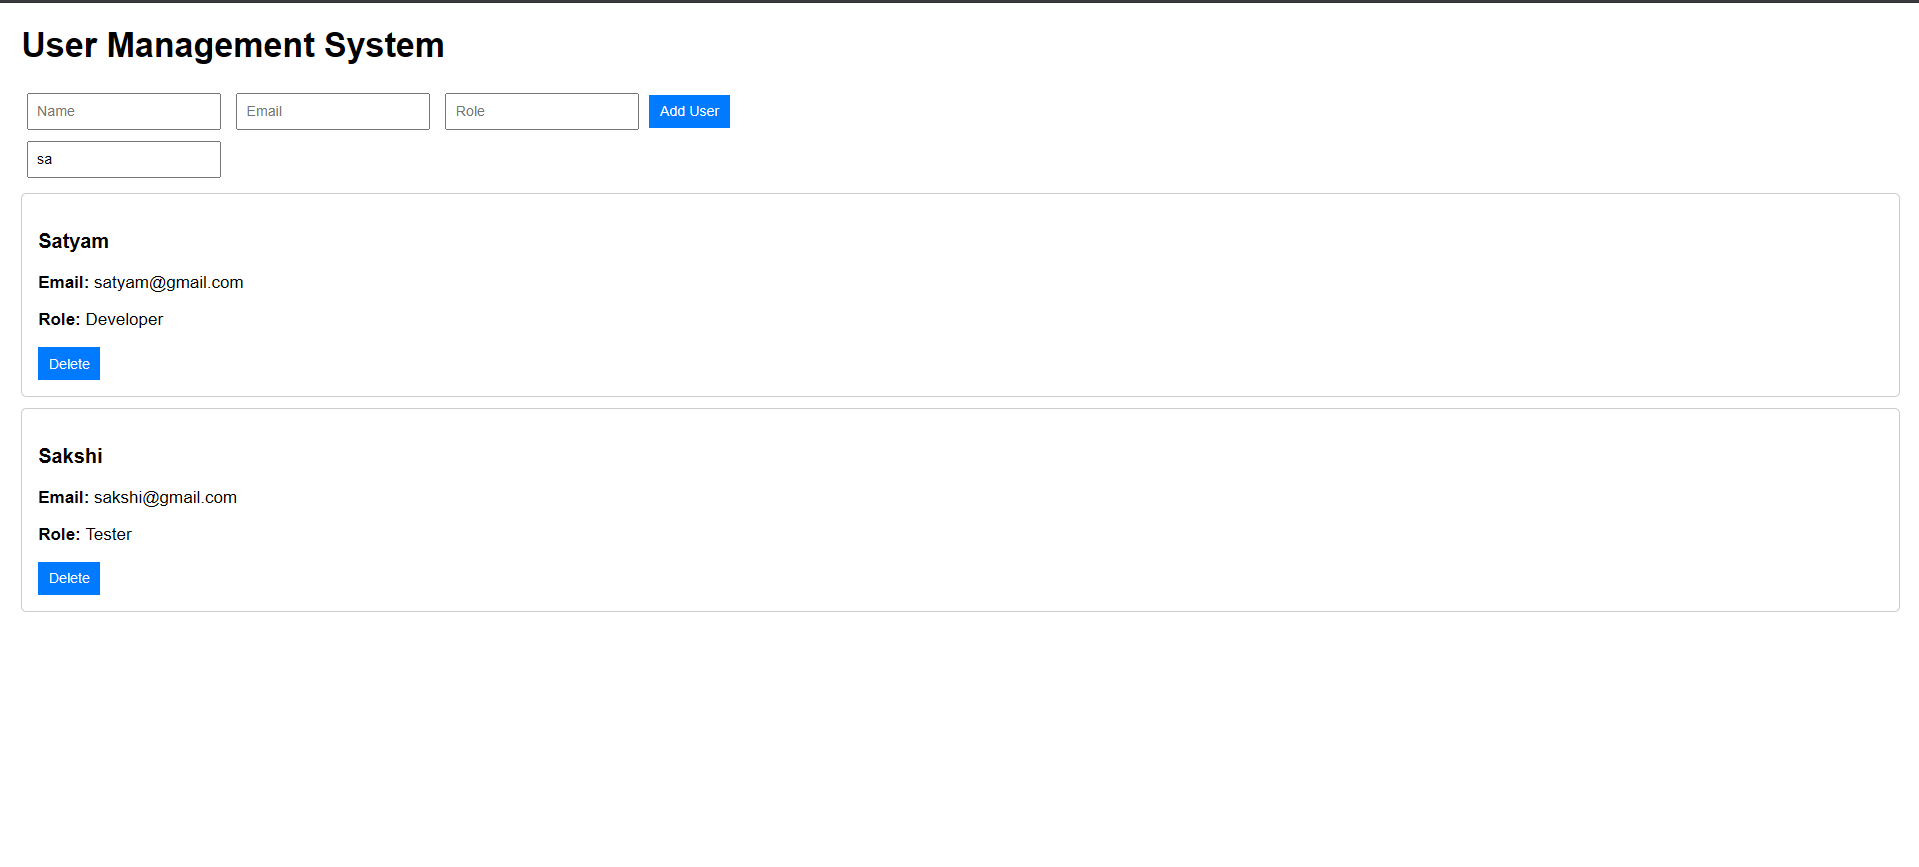 User Management System
Name Email Role Add User
sa
Satyam
Email: satyam@gmail.com
Role: Developer
Delete
Sakshi
Email: sakshi@gmail.com
Role: Tester
Delete